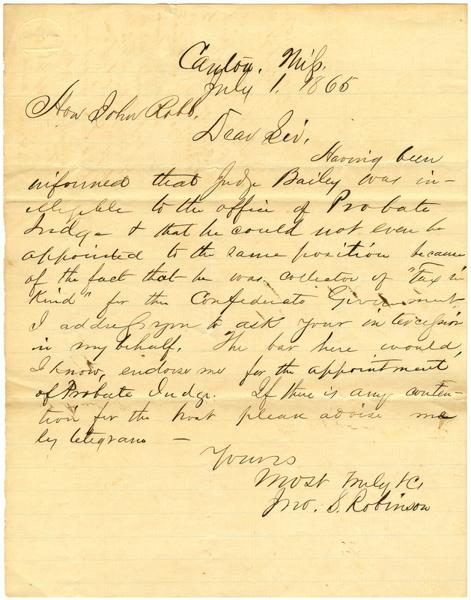 Canton, Miss.
July 1, 1865
Hon John Robb,
Dear Sir,
Having been
informed that Judge Bailey was in-
eligible to the office of Probate
Judge & that he could not even be
appointed to the same position because
of the fact that he was collector of "Tax in
Kind" for the Confederate Government,
I address you to ask your intercession
in my behalf. The bar here would,
I know, endorse me for the appointment
of Probate Judge. If there is any conten-
tion for the post please advise me
by telegram —
Yours
Most truly &c
Jno. S. Robinson